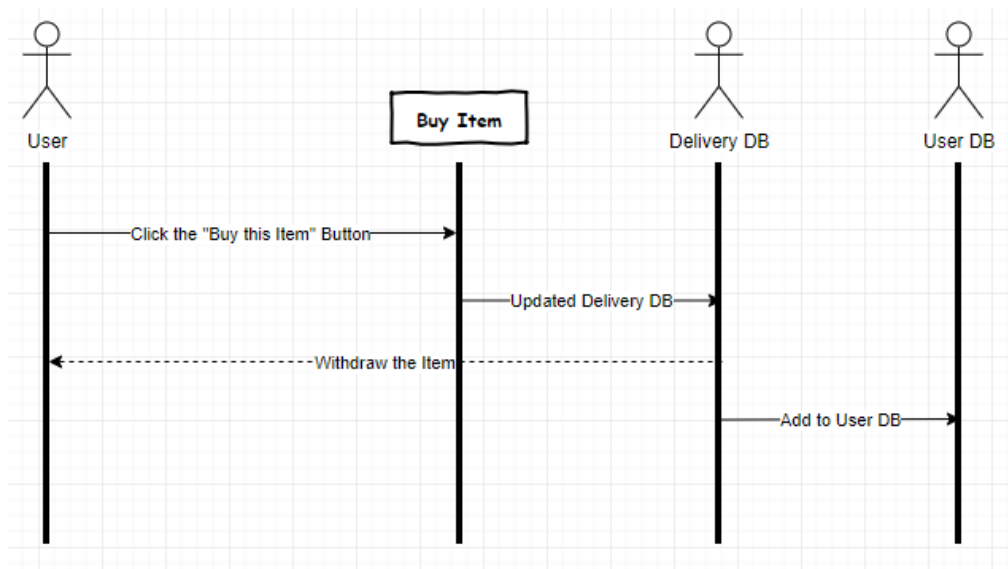 Buy Item
User
Delivery DB
User DB
Click the "Buy this Item" Button
Updated Delivery DB
Withdraw the Item
Add to User DB